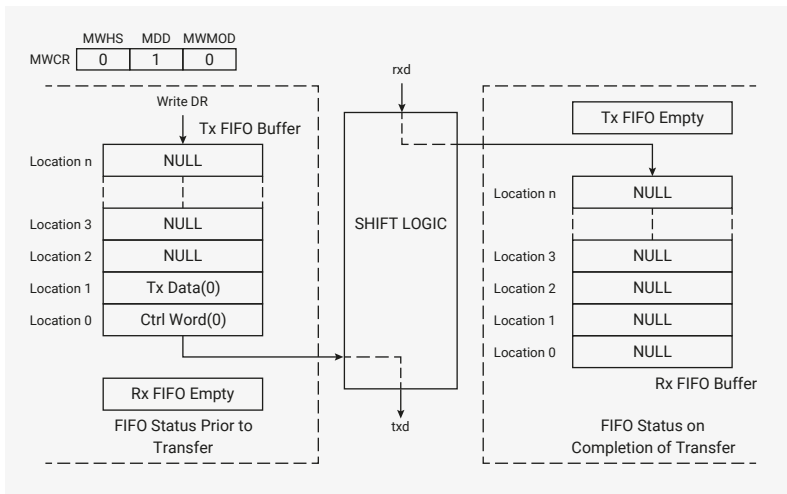 MWHS MDD MWMOD
MWCR 0 1 0
Write DR
Tx FIFO Buffer
Location n NULL
Location 3 NULL
Location 2 NULL
Location 1 Tx Data(0)
Location 0 Ctrl Word(0)
Rx FIFO Empty
FIFO Status Prior to
Transfer
rxd
SHIFT LOGIC
txd
Tx FIFO Empty
Location n NULL
Location 3 NULL
Location 2 NULL
Location 1 NULL
Location 0 NULL
Rx FIFO Buffer
FIFO Status on
Completion of Transfer